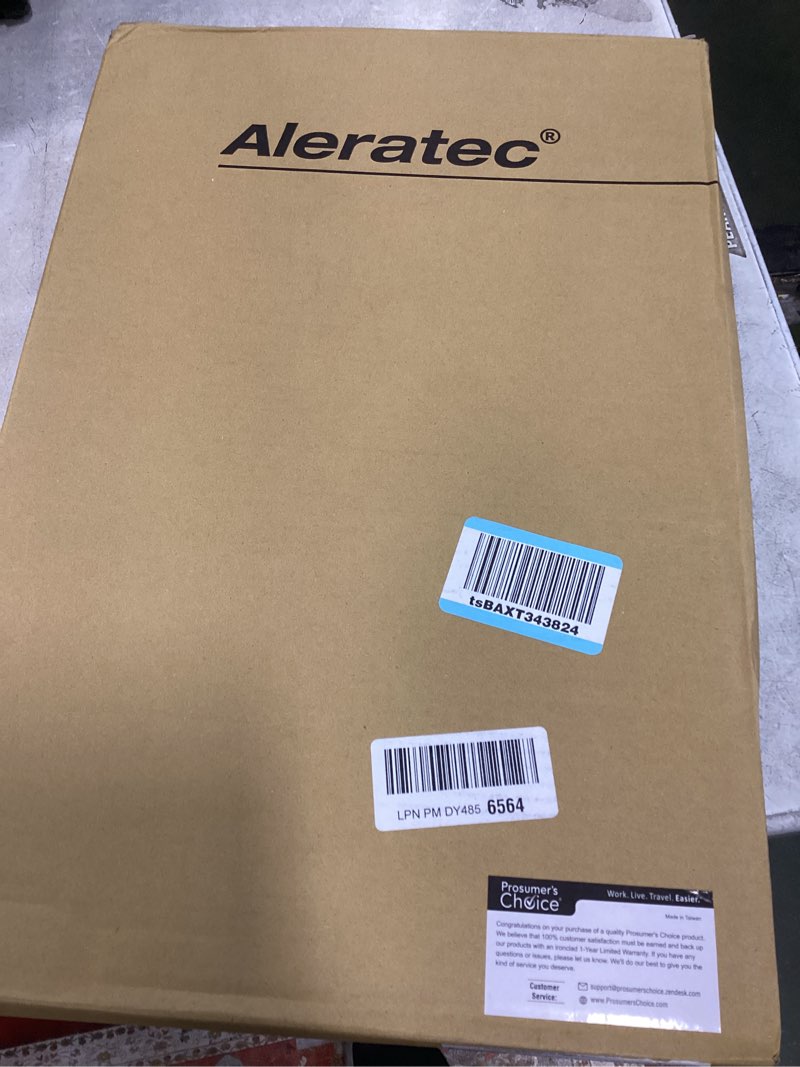 Aleratec®
tsBAXT343824
LPN PM DY485 6564
Prosumer's
Choice®
Work. Live. Travel. Easier.
Made in Taiwan
Congratulations on your purchase of a quality Prosumer's Choice product.
We believe that 100% customer satisfaction must be earned and back up
our products with an ironclad 1-Year Limited Warranty. If you have any
questions or issues, please let us know. We'll do our best to give you the
kind of service you deserve.
Customer
Service:
support@prosumerschoice.zendesk.com
www.ProsumersChoice.com